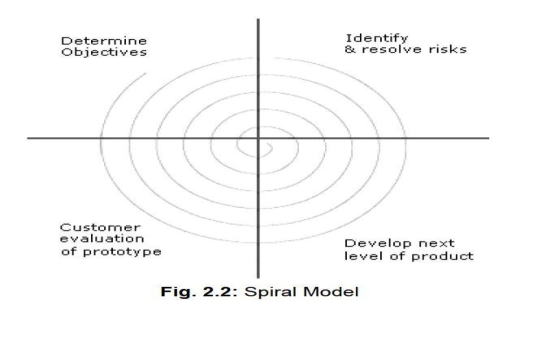 Determine
Objectives
Identify
& resolve risks
Customer
evaluation
of prototype
Develop next
level of product
Fig. 2.2: Spiral Model